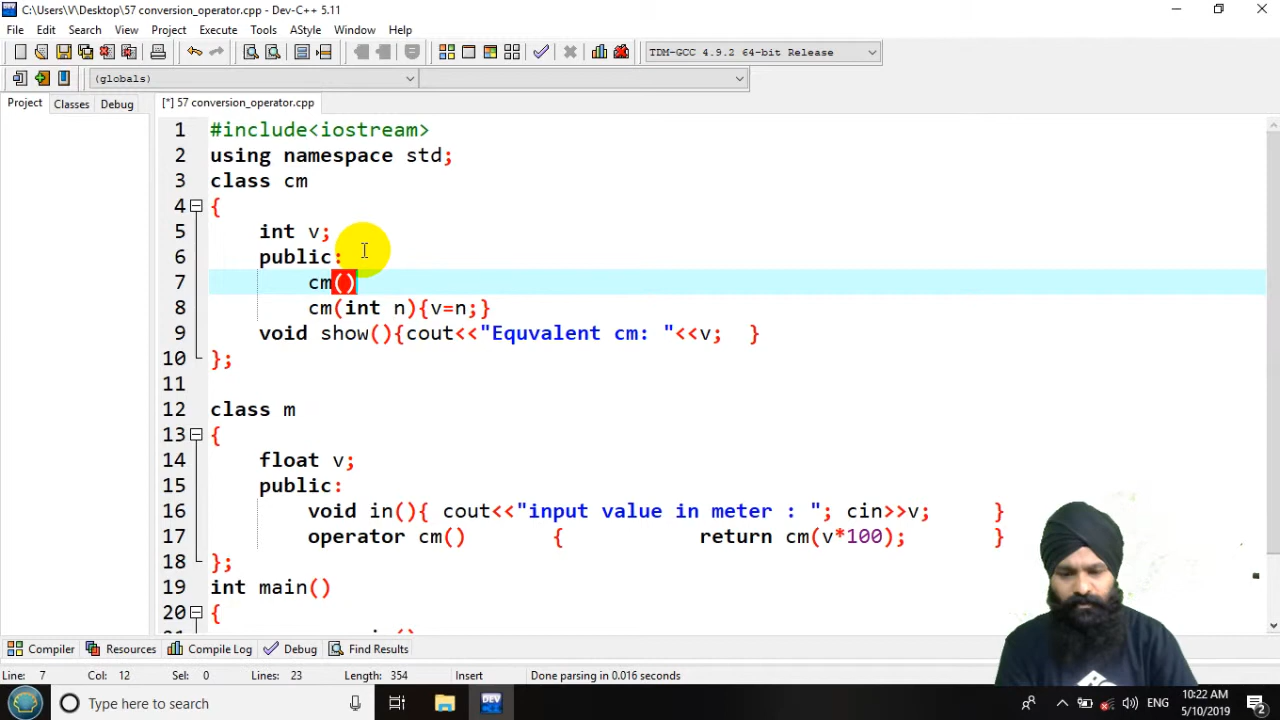 C:\Users\V\Desktop\57 conversion_operator.cpp - Dev-C++ 5.11
File Edit Search View Project Execute Tools AStyle Window Help
TDM-GCC 4.9.2 64-bit Release
(globals)
Project Classes Debug
[*] 57 conversion_operator.cpp
1 #include<iostream>
2 using namespace std;
3 class cm
4 {
5 int v;
6 public:
7 cm()
8 cm(int n){v=n;}
9 void show(){cout<<"Equvalent cm: "<<v; }
10 };
11
12 class m
13 {
14 float v;
15 public:
16 void in(){ cout<<"input value in meter : "; cin>>v; }
17 operator cm() { return cm(v*100); }
18 };
19 int main()
20 {
Compiler Resources Compile Log Debug Find Results
Line: 7 Col: 12 Sel: 0 Lines: 23 Length: 354 Insert Done parsing in 0.016 seconds
Type here to search
DEV
ENG
10:22 AM
5/10/2019
2